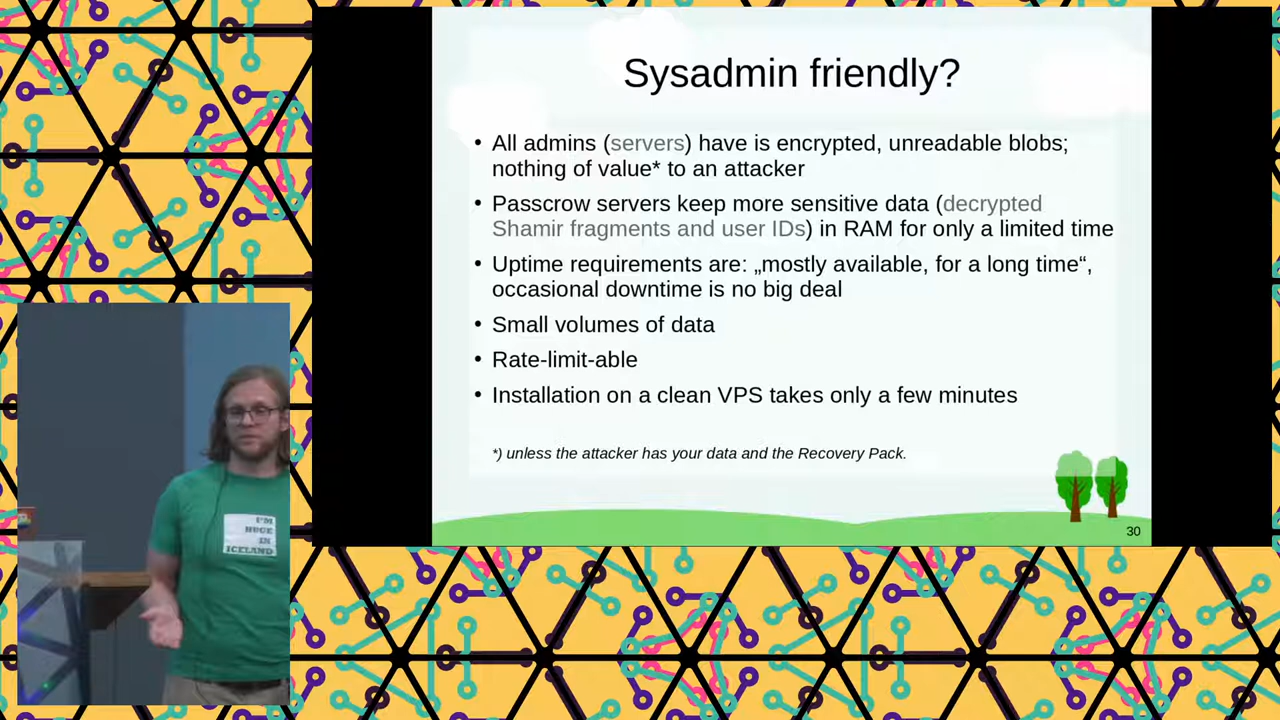 Sysadmin friendly?
• All admins (servers) have is encrypted, unreadable blobs;
nothing of value* to an attacker
• Passcrow servers keep more sensitive data (decrypted
Shamir fragments and user IDs) in RAM for only a limited time
• Uptime requirements are: „mostly available, for a long time“,
occasional downtime is no big deal
• Small volumes of data
• Rate-limit-able
• Installation on a clean VPS takes only a few minutes
*) unless the attacker has your data and the Recovery Pack.
30
I'M
HUGE
IN
ICELAND